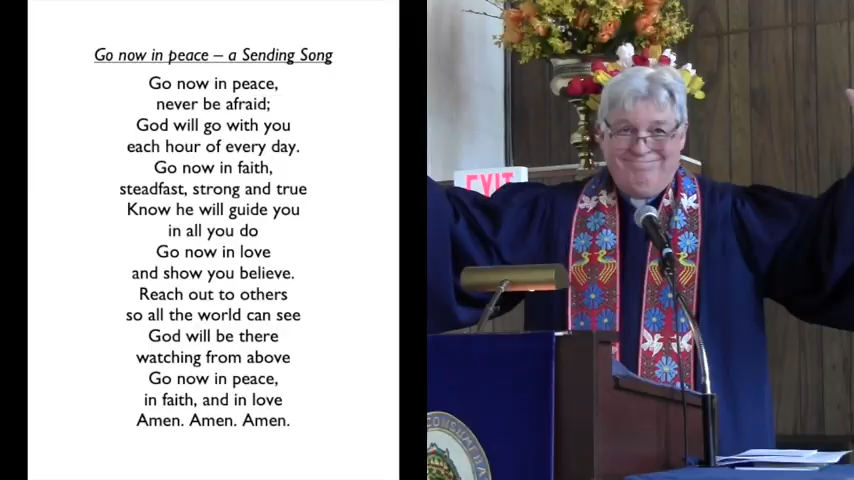 Go now in peace – a Sending Song
Go now in peace,
never be afraid;
God will go with you
each hour of every day.
Go now in faith,
steadfast, strong and true
Know he will guide you
in all you do
Go now in love
and show you believe.
Reach out to others
so all the world can see
God will be there
watching from above
Go now in peace,
in faith, and in love
Amen. Amen. Amen.
EXIT